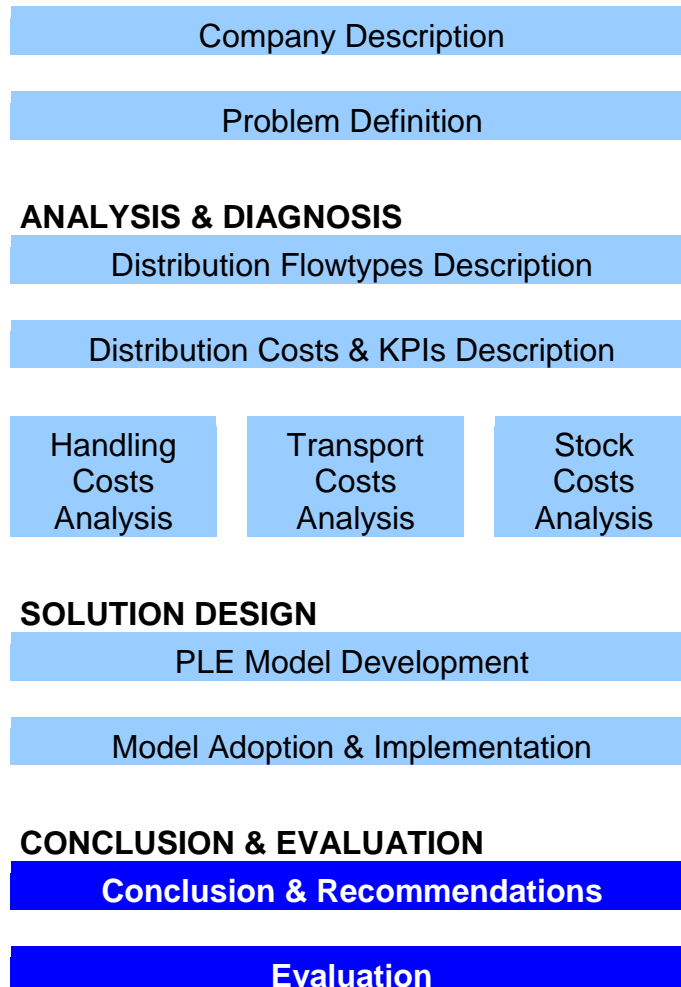 Company Description
Problem Definition
ANALYSIS & DIAGNOSIS
Distribution Flowtypes Description
Distribution Costs & KPIs Description
Handling
Costs
Analysis
Transport
Costs
Analysis
Stock
Costs
Analysis
SOLUTION DESIGN
PLE Model Development
Model Adoption & Implementation
CONCLUSION & EVALUATION
Conclusion & Recommendations
Evaluation